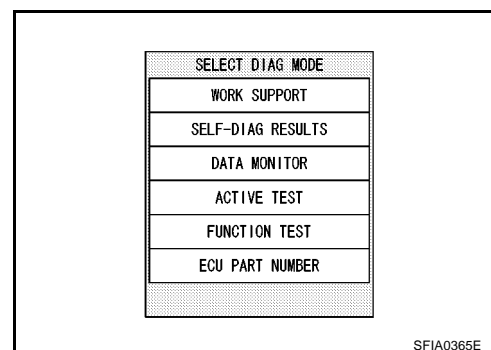 SELECT DIAG MODE
WORK SUPPORT
SELF-DIAG RESULTS
DATA MONITOR
ACTIVE TEST
FUNCTION TEST
ECU PART NUMBER
SFIA0365E